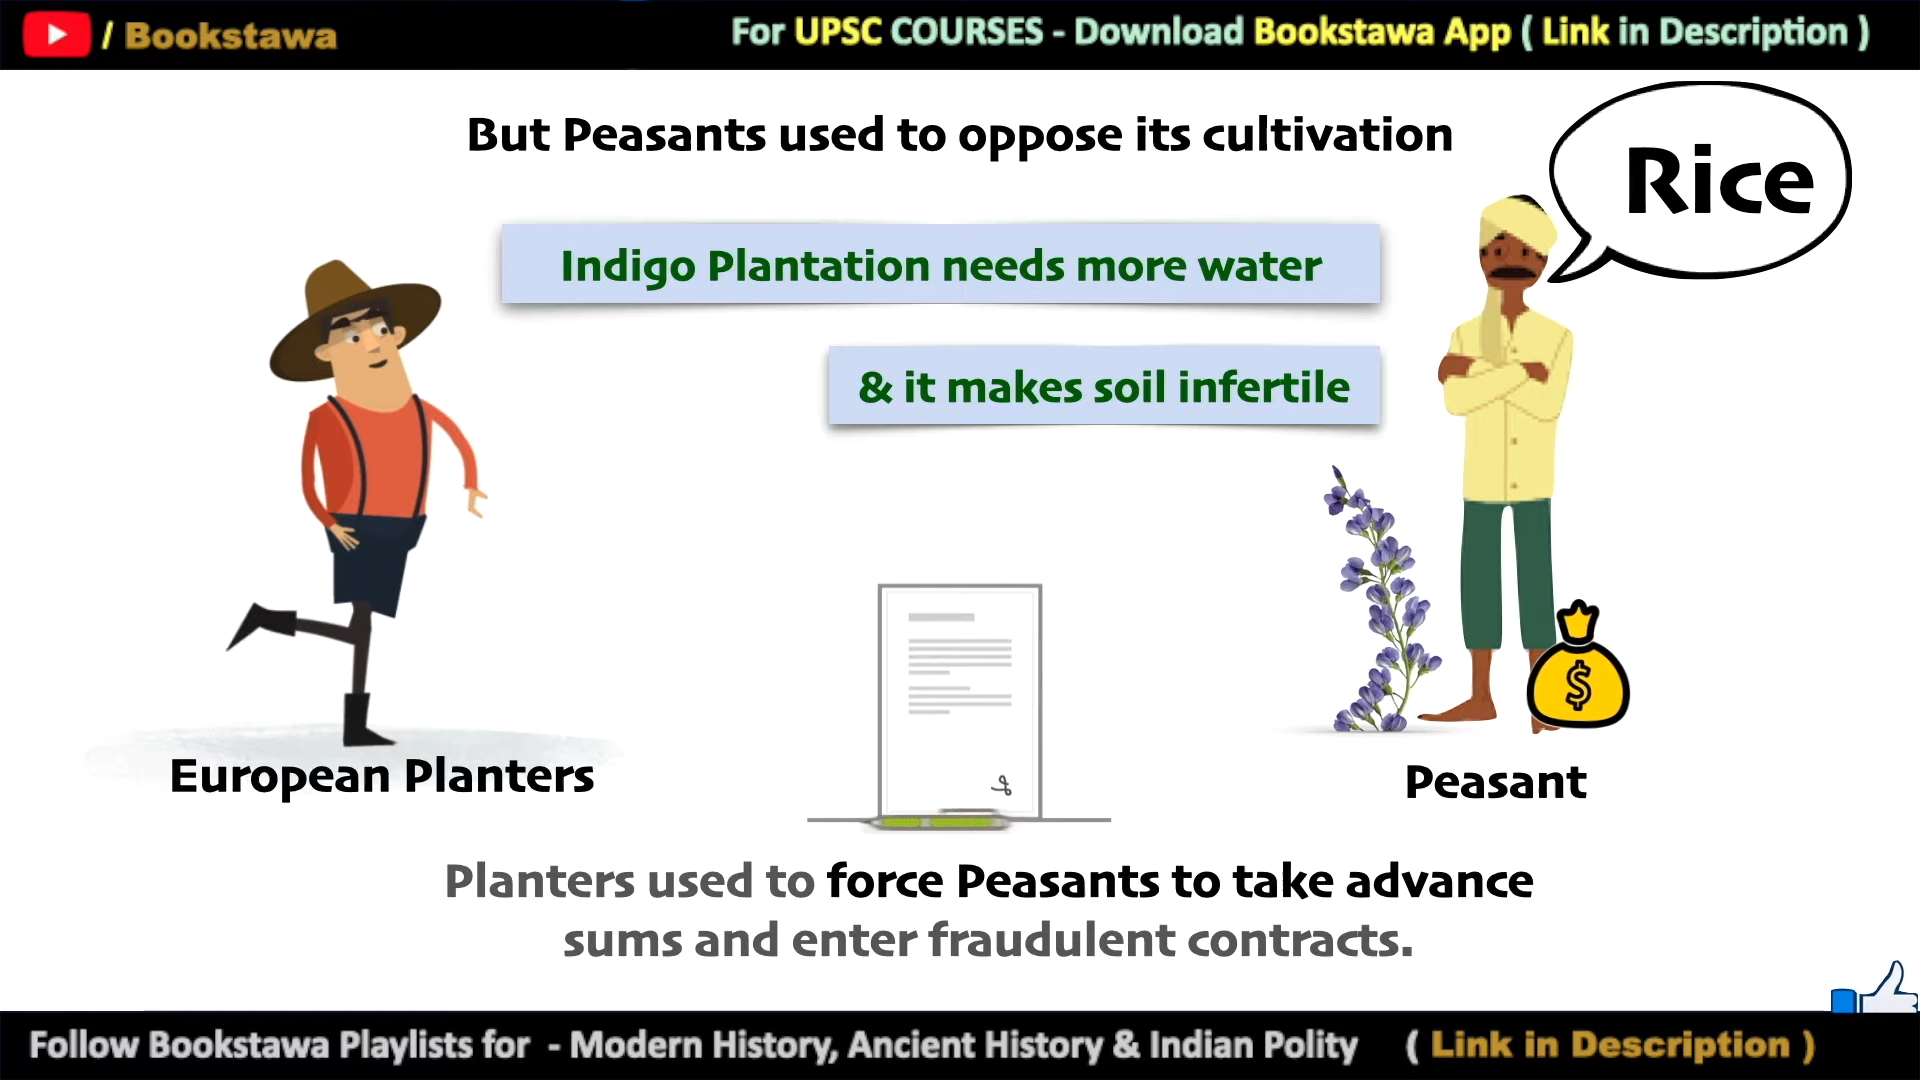 / Bookstawa
For UPSC COURSES - Download Bookstawa App ( Link in Description )
But Peasants used to oppose its cultivation
Rice
Indigo Plantation needs more water
& it makes soil infertile
$
European Planters
Peasant
Planters used to force Peasants to take advance
sums and enter fraudulent contracts.
Follow Bookstawa Playlists for - Modern History, Ancient History & Indian Polity ( Link in Description )